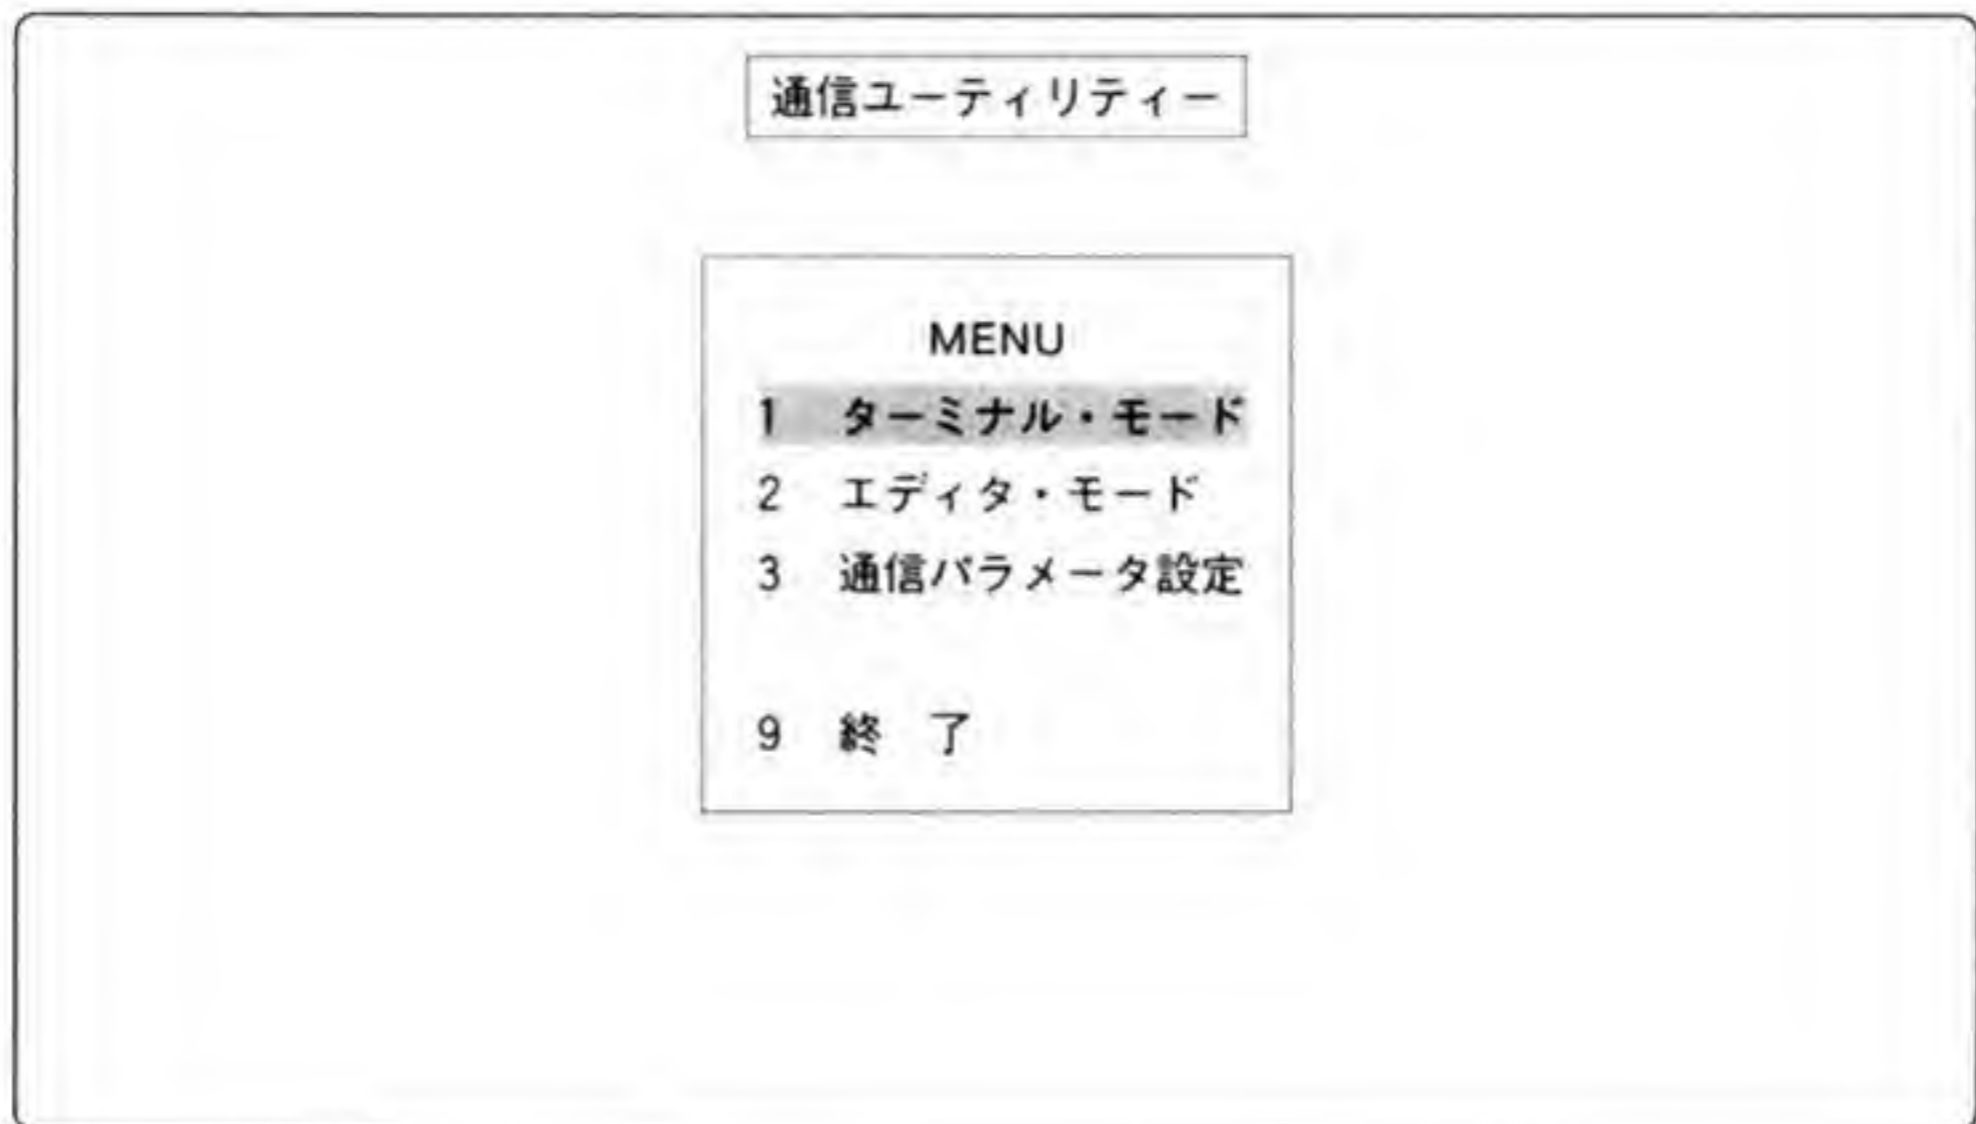 通信ユーティリティー
MENU
1 ターミナル・モード
2 エディタ・モード
3 通信パラメータ設定
9 終 了